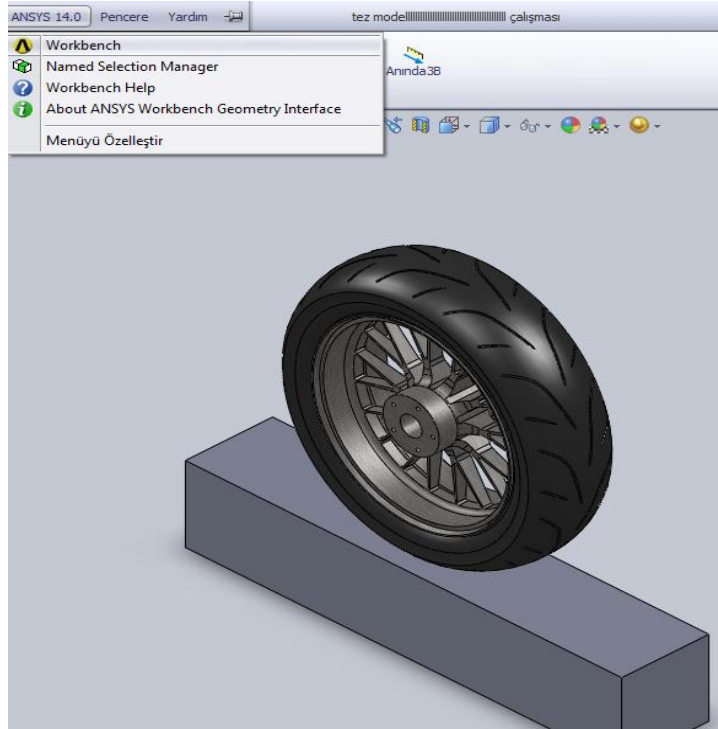 ANSYS 14.0 Pencere Yardım tez modelllllllllllllllllllllllllllllllllll çalışması
Workbench
Named Selection Manager
Workbench Help
About ANSYS Workbench Geometry Interface
Menüyü Özelleştir
Anında3B